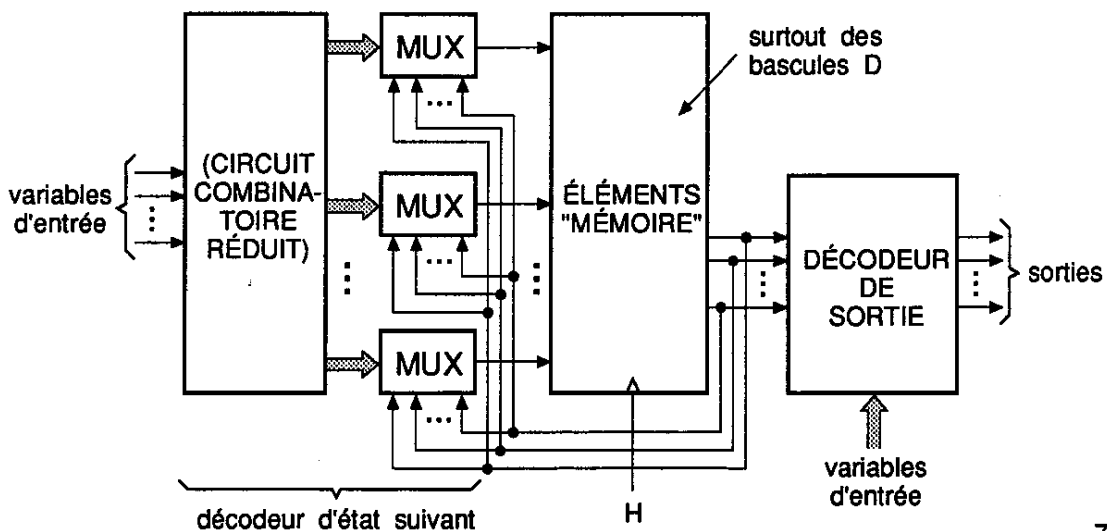 MUX
surtout des
bascules D
(CIRCUIT
COMBINA-
TOIRE
RÉDUIT)
variables
d'entrée
MUX
ÉLÉMENTS
"MÉMOIRE"
DÉCODEUR
DE
SORTIE
sorties
MUX
variables
d'entrée
H
décodeur d'état suivant